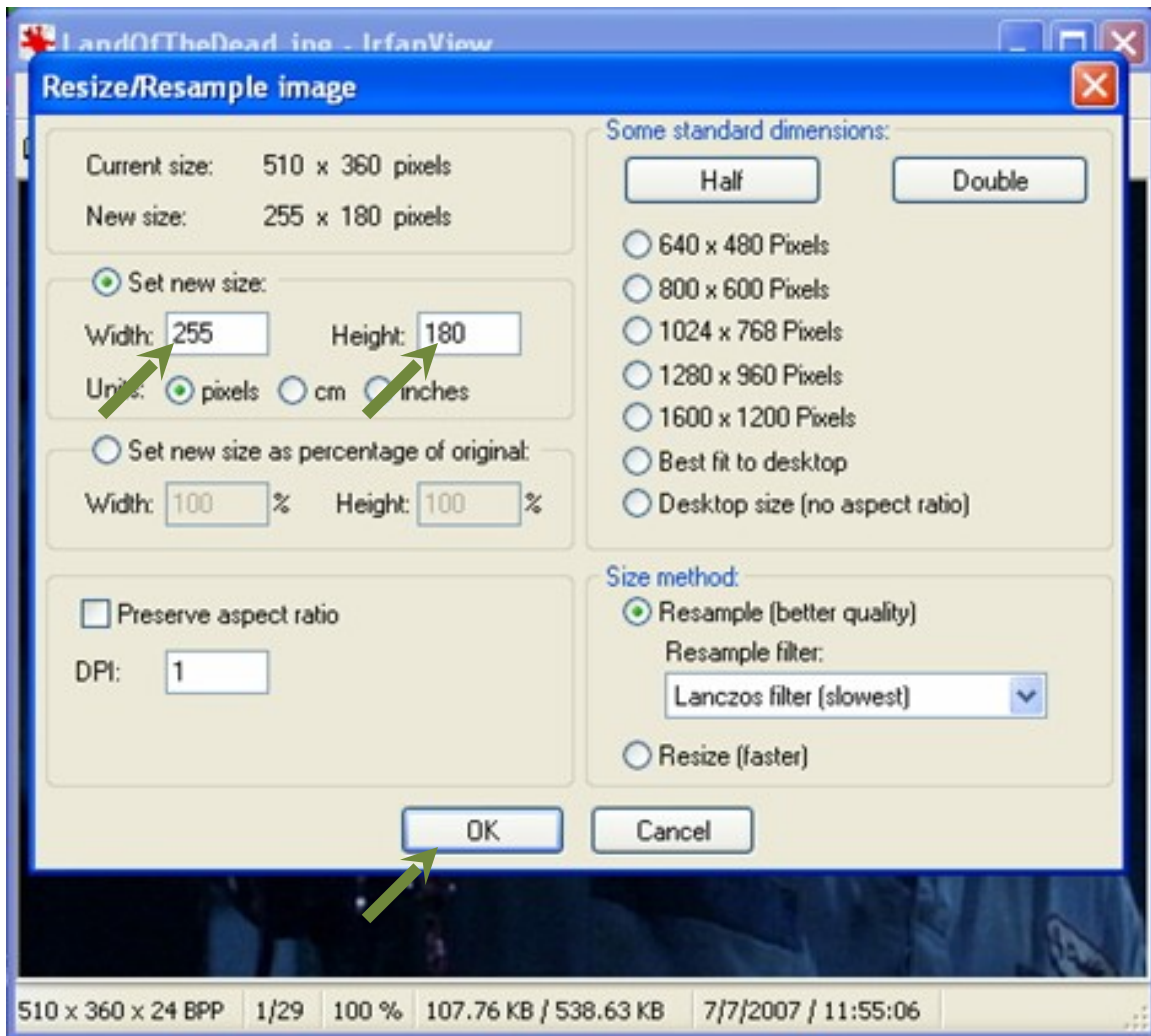 LandOfTheDead.jpg - IrfanView
Resize/Resample image
Current size: 510 x 360 pixels
New size: 255 x 180 pixels
Set new size:
Width: 255 Height: 180
Units: pixels cm inches
Set new size as percentage of original:
Width: 100 % Height: 100 %
Preserve aspect ratio
DPI: 1
Some standard dimensions:
Half Double
640 x 480 Pixels
800 x 600 Pixels
1024 x 768 Pixels
1280 x 960 Pixels
1600 x 1200 Pixels
Best fit to desktop
Desktop size (no aspect ratio)
Size method:
Resample (better quality)
Resample filter:
Lanczos filter (slowest)
Resize (faster)
OK Cancel
510 x 360 x 24 BPP 1/29 100 % 107.76 KB / 538.63 KB 7/7/2007 / 11:55:06